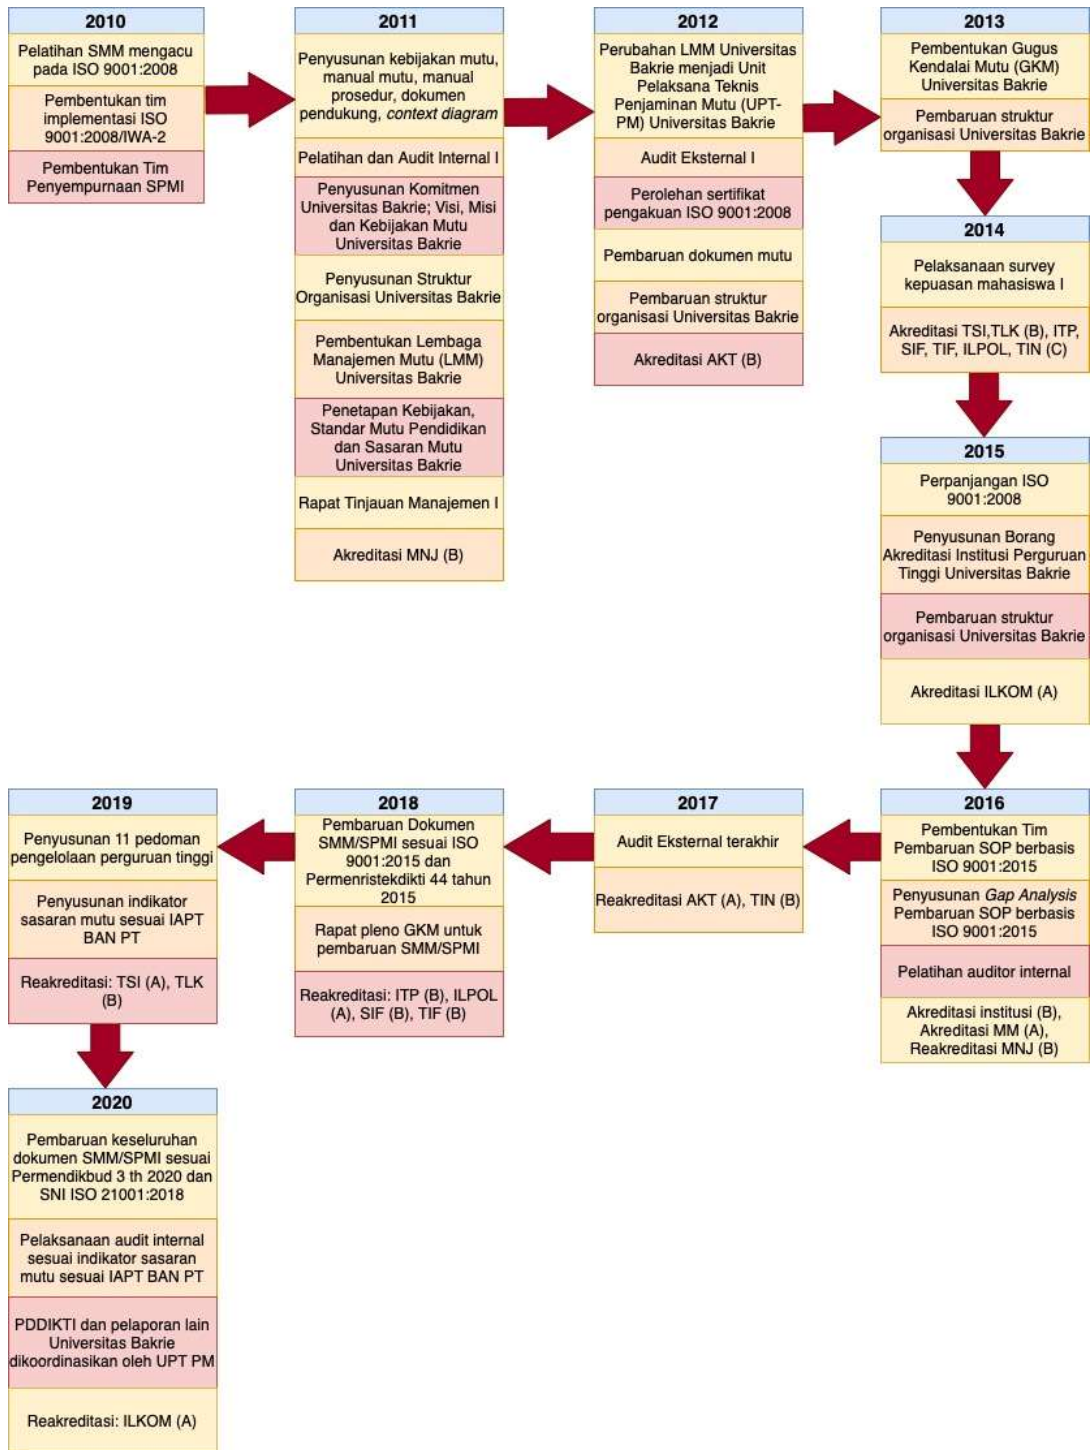 2010
Pelatihan SMM mengacu
pada ISO 9001:2008
Pembentukan tim
implementasi ISO
9001:2008/IWA-2
Pembentukan Tim
Penyempurnaan SPMI
2011
Penyusunan kebijakan mutu,
manual mutu, manual
prosedur, dokumen
pendukung, context diagram
Pelatihan dan Audit Internal I
Penyusunan Komitmen
Universitas Bakrie; Visi, Misi
dan Kebijakan Mutu
Universitas Bakrie
Penyusunan Struktur
Organisasi Universitas Bakrie
Pembentukan Lembaga
Manajemen Mutu (LMM)
Universitas Bakrie
Penetapan Kebijakan,
Standar Mutu Pendidikan
dan Sasaran Mutu
Universitas Bakrie
Rapat Tinjauan Manajemen I
Akreditasi MNJ (B)
2012
Perubahan LMM Universitas
Bakrie menjadi Unit
Pelaksana Teknis
Penjaminan Mutu (UPT-
PM) Universitas Bakrie
Audit Eksternal I
Perolehan sertifikat
pengakuan ISO 9001:2008
Pembaruan dokumen mutu
Pembaruan struktur
organisasi Universitas Bakrie
Akreditasi AKT (B)
2013
Pembentukan Gugus
Kendalai Mutu (GKM)
Universitas Bakrie
Pembaruan struktur
organisasi Universitas Bakrie
2014
Pelaksanaan survey
kepuasan mahasiswa I
Akreditasi TSI,TLK (B), ITP,
SIF, TIF, ILPOL, TIN (C)
2015
Perpanjangan ISO
9001:2008
Penyusunan Borang
Akreditasi Institusi Perguruan
Tinggi Universitas Bakrie
Pembaruan struktur
organisasi Universitas Bakrie
Akreditasi ILKOM (A)
2016
Pembentukan Tim
Pembaruan SOP berbasis
ISO 9001:2015
Penyusunan Gap Analysis
Pembaruan SOP berbasis
ISO 9001:2015
Pelatihan auditor internal
Akreditasi institusi (B),
Akreditasi MM (A),
Reakreditasi MNJ (B)
2017
Audit Eksternal terakhir
Reakreditasi AKT (A), TIN (B)
2018
Pembaruan Dokumen
SMM/SPMI sesuai ISO
9001:2015 dan
Permenristekdikti 44 tahun
2015
Rapat pleno GKM untuk
pembaruan SMM/SPMI
Reakreditasi: ITP (B), ILPOL
(A), SIF (B), TIF (B)
2019
Penyusunan 11 pedoman
pengelolaan perguruan tinggi
Penyusunan indikator
sasaran mutu sesuai IAPT
BAN PT
Reakreditasi: TSI (A), TLK
(B)
2020
Pembaruan keseluruhan
dokumen SMM/SPMI sesuai
Permendikbud 3 th 2020 dan
SNI ISO 21001:2018
Pelaksanaan audit internal
sesuai indikator sasaran
mutu sesuai IAPT BAN PT
PDDIKTI dan pelaporan lain
Universitas Bakrie
dikoordinasikan oleh UPT PM
Reakreditasi: ILKOM (A)